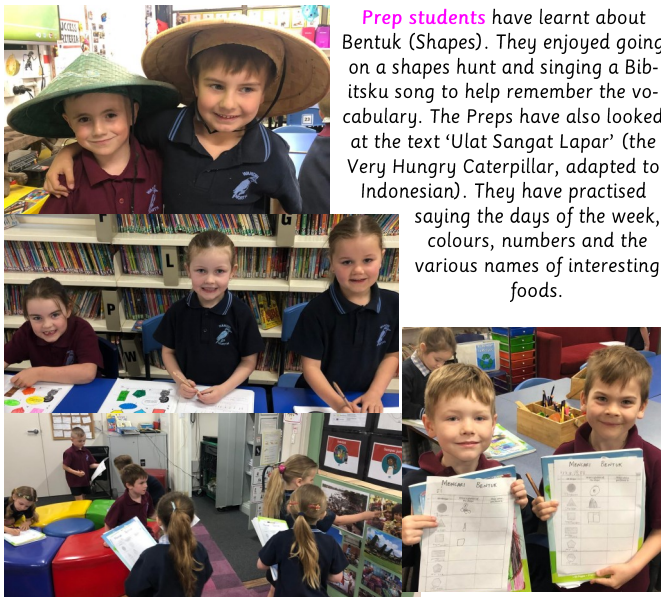 Prep students have learnt about
Bentuk (Shapes). They enjoyed going
on a shapes hunt and singing a Bib-
itsku song to help remember the vo-
cabulary. The Preps have also looked
at the text ‘Ulat Sangat Lapar’ (the
Very Hungry Caterpillar, adapted to
Indonesian). They have practised
saying the days of the week,
colours, numbers and the
various names of interesting
foods.
MENCARI BENTUK
MENCARI BENTUK